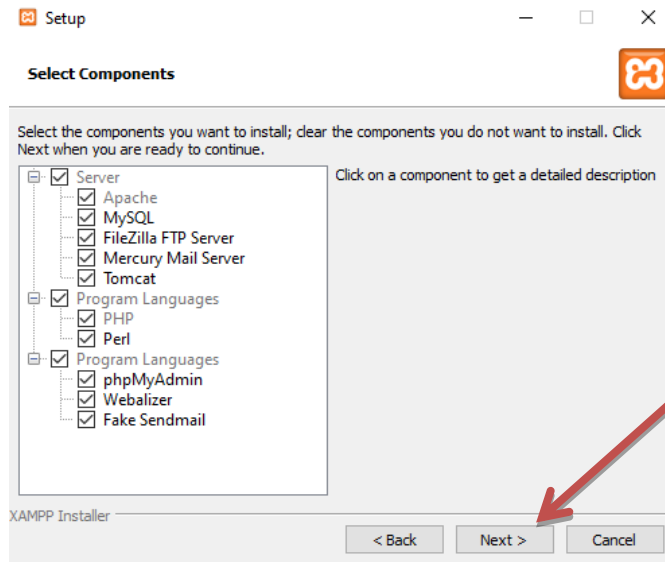 Setup
Select Components
Select the components you want to install; clear the components you do not want to install. Click
Next when you are ready to continue.
Server
Apache
MySQL
FileZilla FTP Server
Mercury Mail Server
Tomcat
Program Languages
PHP
Perl
Program Languages
phpMyAdmin
Webalizer
Fake Sendmail
Click on a component to get a detailed description
XAMPP Installer
< Back
Next >
Cancel